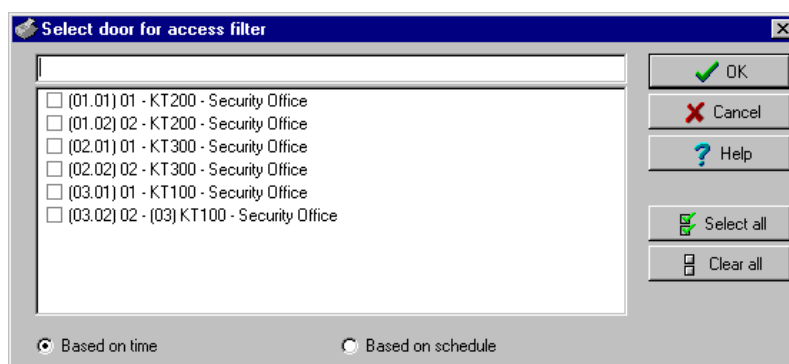 Select door for access filter
(01.01) 01 - KT200 - Security Office
(01.02) 02 - KT200 - Security Office
(02.01) 01 - KT300 - Security Office
(02.02) 02 - KT300 - Security Office
(03.01) 01 - KT100 - Security Office
(03.02) 02 - (03) KT100 - Security Office
OK
Cancel
Help
Select all
Clear all
Based on time
Based on schedule